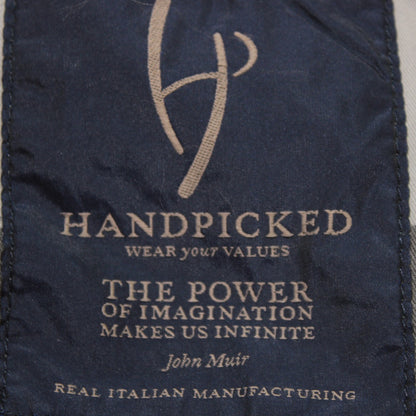 HANDPICKED
WEAR your VALUES
THE POWER
OF IMAGINATION
MAKES US INFINITE
John Muir
REAL ITALIAN MANUFACTURING